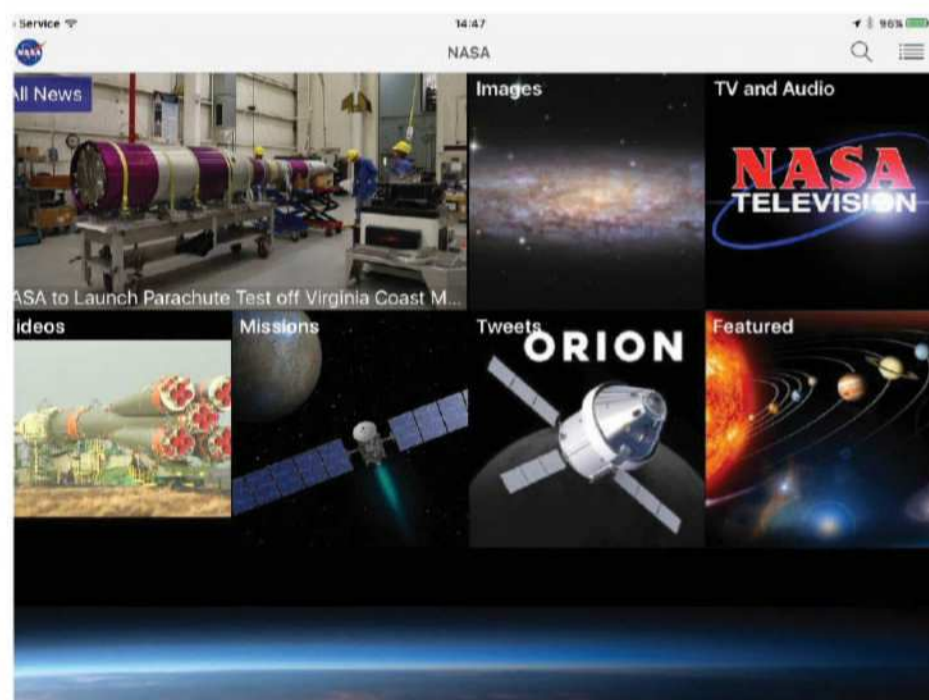 Service
14:47
96%
NASA
NASA
All News
Images
TV and Audio
NASA
TELEVISION
ASA to Launch Parachute Test off Virginia Coast M...
ideos
Missions
Tweets
ORION
Featured